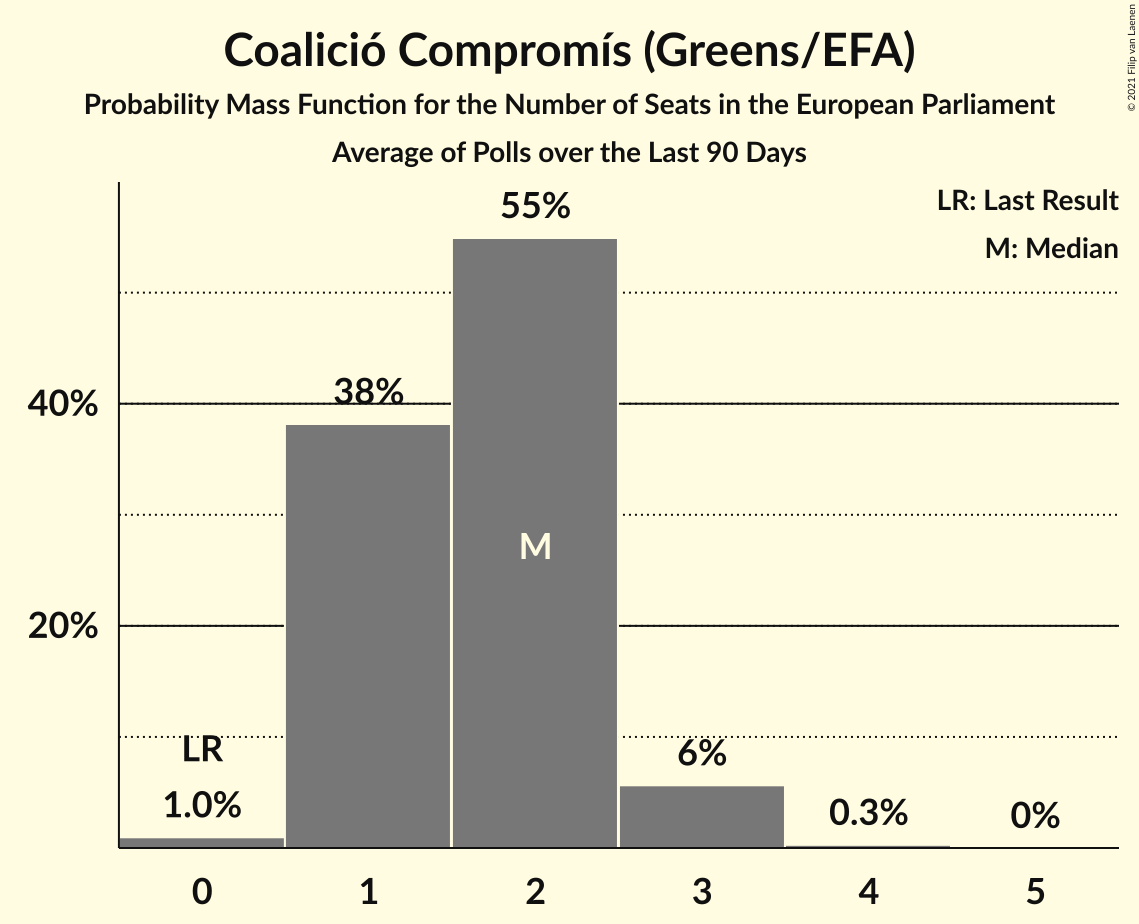 Coalició Compromís (Greens/EFA)
Probability Mass Function for the Number of Seats in the European Parliament
Average of Polls over the Last 90 Days
© 2021 Filip van Laenen
LR: Last Result
M: Median
55%
38%
40%
M
20%
LR
1.0%
6%
0.3%
0%
0 1 2 3 4 5